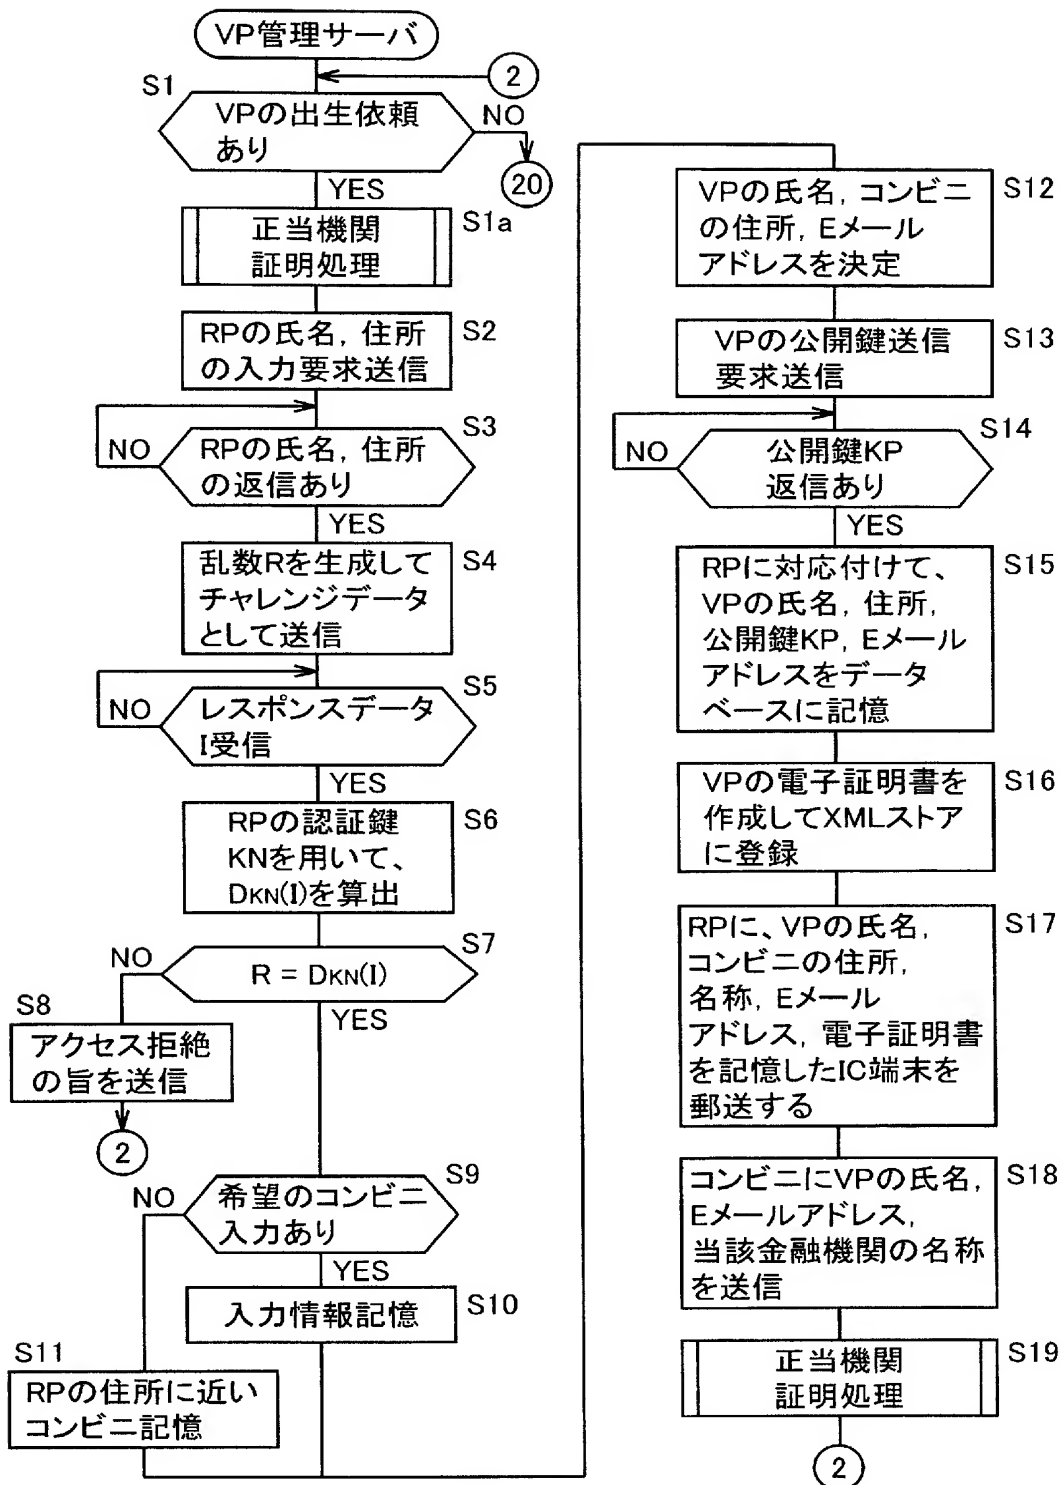 VP管理サーバ
2
S1
VPの出生依頼
あり
NO
20
YES
正当機関
証明処理
S1a
RPの氏名, 住所
の入力要求送信
S2
S3
NO
RPの氏名, 住所
の返信あり
YES
乱数Rを生成して
チャレンジデータ
として送信
S4
S5
NO
レスポンスデータ
I受信
YES
RPの認証鍵
KNを用いて、
DKN(I)を算出
S6
S7
NO
R = DKN(I)
YES
S8
アクセス拒絶
の旨を送信
2
S9
NO
希望のコンビニ
入力あり
YES
入力情報記憶
S10
S11
RPの住所に近い
コンビニ記憶
VPの氏名, コンビニ
の住所, Eメール
アドレスを決定
S12
VPの公開鍵送信
要求送信
S13
S14
NO
公開鍵KP
返信あり
YES
RPに対応付けて、
VPの氏名, 住所,
公開鍵KP, Eメール
アドレスをデータ
ベースに記憶
S15
VPの電子証明書を
作成してXMLストア
に登録
S16
RPに、VPの氏名,
コンビニの住所,
名称, Eメール
アドレス, 電子証明書
を記憶したIC端末を
郵送する
S17
コンビニにVPの氏名,
Eメールアドレス,
当該金融機関の名称
を送信
S18
正当機関
証明処理
S19
2